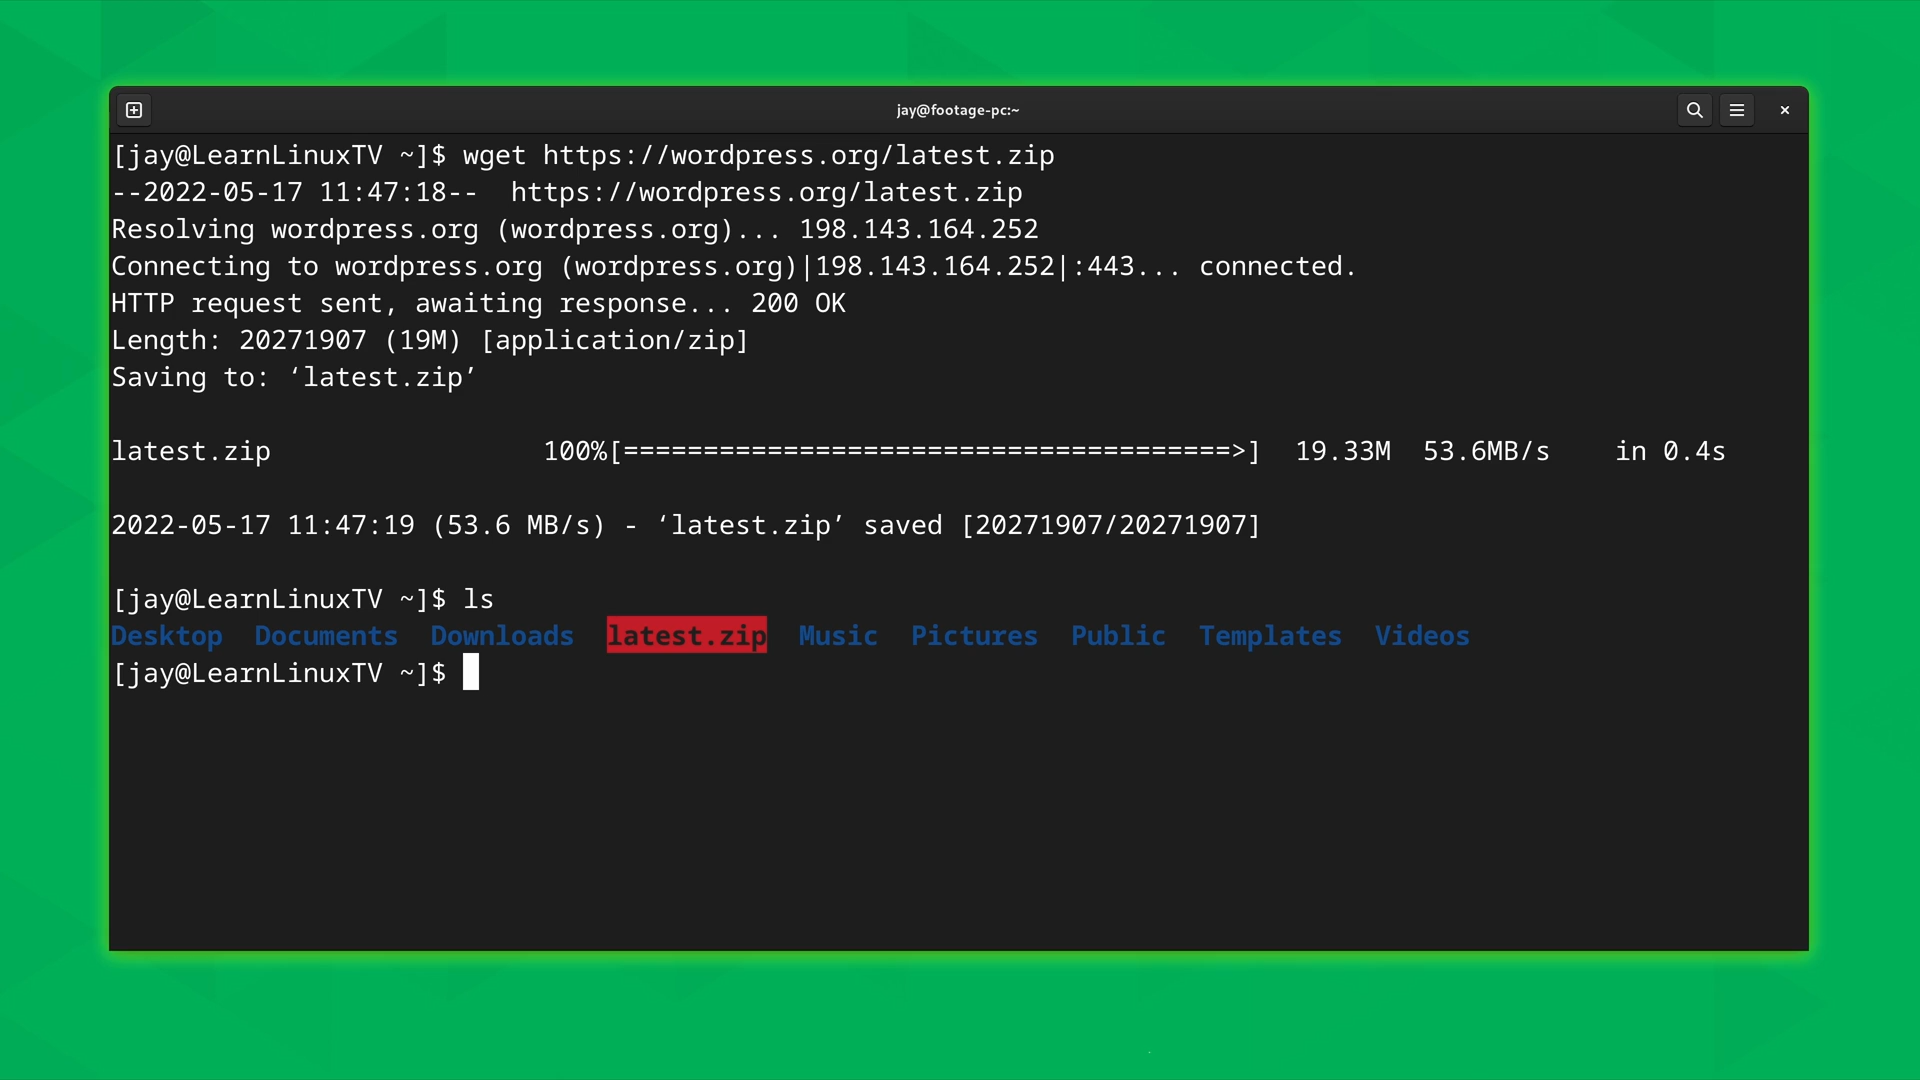 jay@footage-pc:~
[jay@LearnLinuxTV ~]$ wget https://wordpress.org/latest.zip
--2022-05-17 11:47:18--  https://wordpress.org/latest.zip
Resolving wordpress.org (wordpress.org)... 198.143.164.252
Connecting to wordpress.org (wordpress.org)|198.143.164.252|:443... connected.
HTTP request sent, awaiting response... 200 OK
Length: 20271907 (19M) [application/zip]
Saving to: ‘latest.zip’
latest.zip                 100%[======================================>]  19.33M  53.6MB/s    in 0.4s
2022-05-17 11:47:19 (53.6 MB/s) - ‘latest.zip’ saved [20271907/20271907]
[jay@LearnLinuxTV ~]$ ls
Desktop  Documents  Downloads  latest.zip  Music  Pictures  Public  Templates  Videos
[jay@LearnLinuxTV ~]$